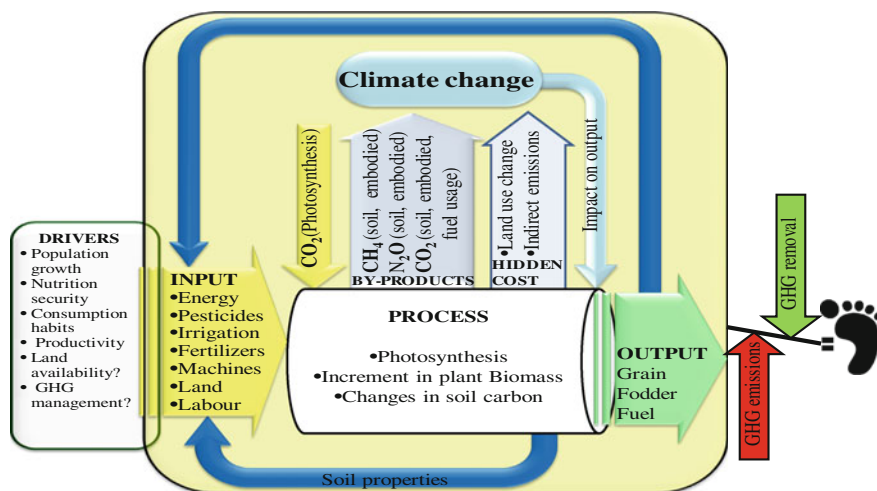 Climate change
CO2(Photosynthesis)
CH4(soil, embodied)
N2O (soil, embodied)
CO2 (soil, embodied,
fuel usage)
BY-PRODUCTS
•Land use change
•Indirect emissions
HIDDEN
COST
Impact on output
DRIVERS
•Population
growth
•Nutrition
security
•Consumption
habits
• Productivity
•Land
availability?
• GHG
management?
INPUT
•Energy
•Pesticides
•Irrigation
•Fertilizers
•Machines
•Land
•Labour
PROCESS
•Photosynthesis
•Increment in plant Biomass
•Changes in soil carbon
OUTPUT
Grain
Fodder
Fuel
GHG removal
GHG emissions
=
Soil properties